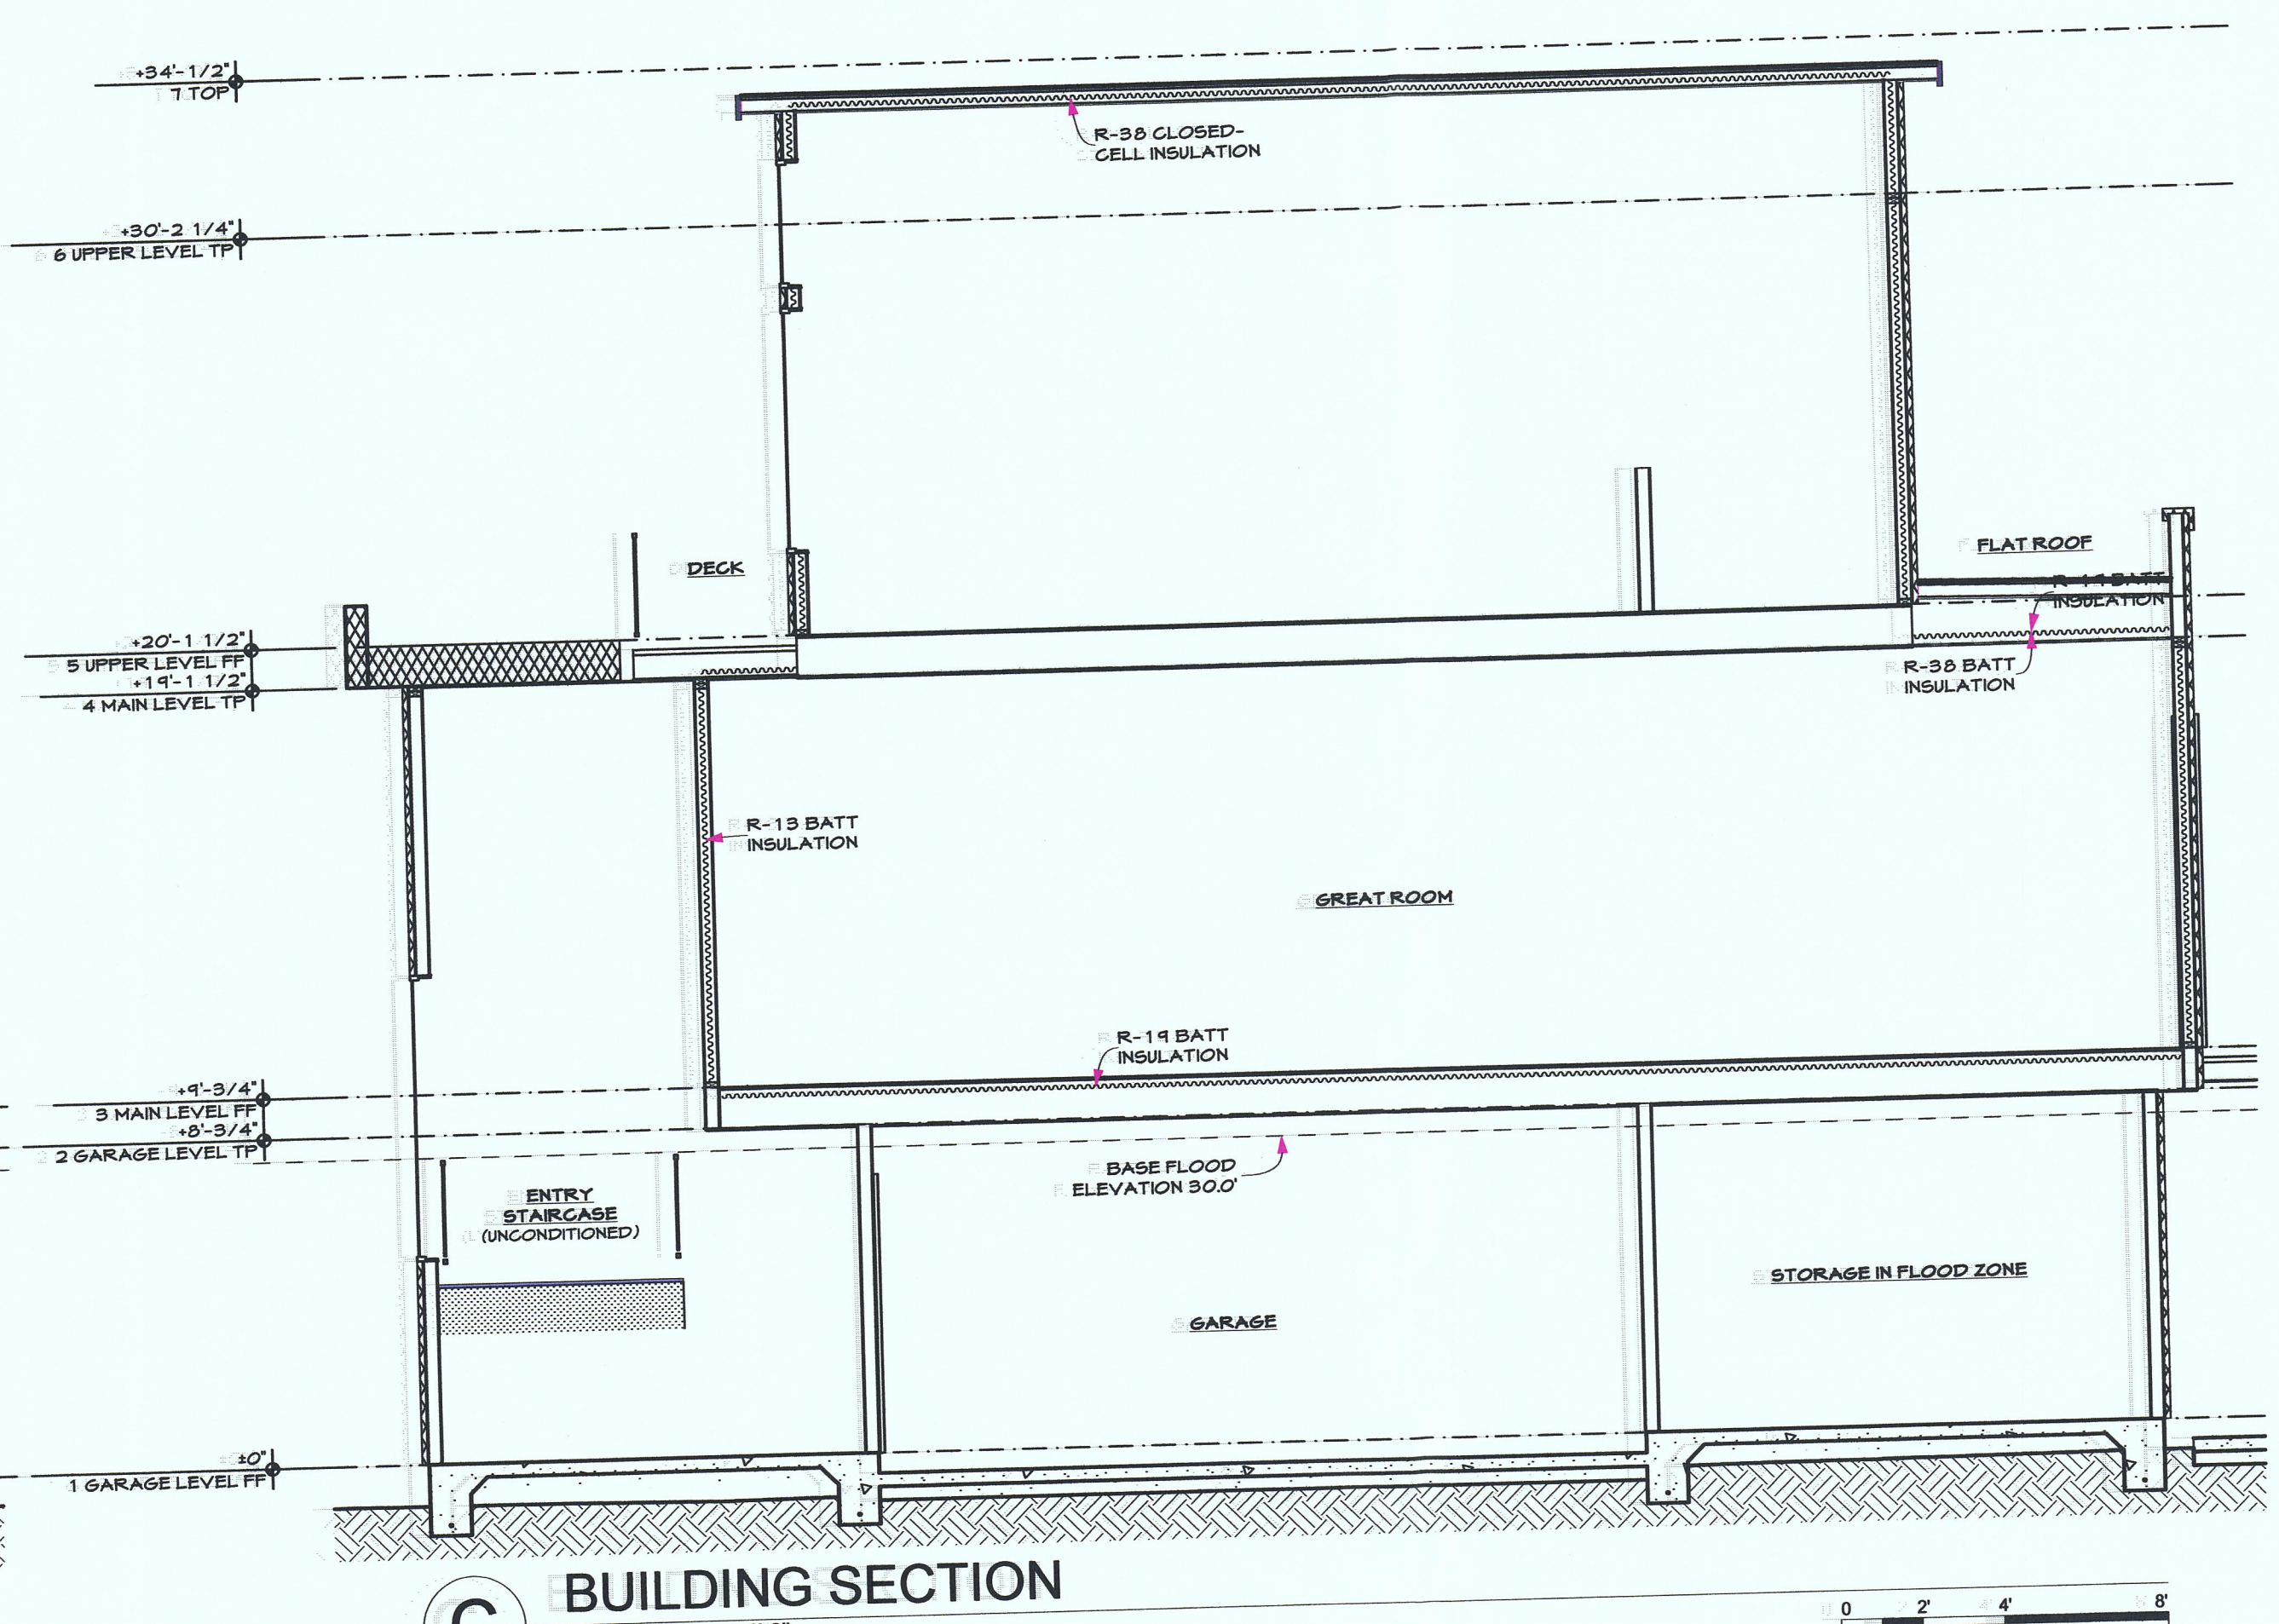 +34'-1/2"
7 TOP
R-38 CLOSED-
CELL INSULATION
+30'-2 1/4"
6 UPPER LEVEL TP
DECK
FLAT ROOF
BATT
INSULATION
+20'-1 1/2"
5 UPPER LEVEL FF
+19'-1 1/2"
4 MAIN LEVEL TP
R-38 BATT
INSULATION
R-13 BATT
INSULATION
GREAT ROOM
R-19 BATT
INSULATION
+9'-3/4"
3 MAIN LEVEL FF
+8'-3/4"
2 GARAGE LEVEL TP
BASE FLOOD
ELEVATION 30.0'
ENTRY
STAIRCASE
(UNCONDITIONED)
STORAGE IN FLOOD ZONE
GARAGE
±0"
1 GARAGE LEVEL FF
BUILDING SECTION
0 2' 4' 8'